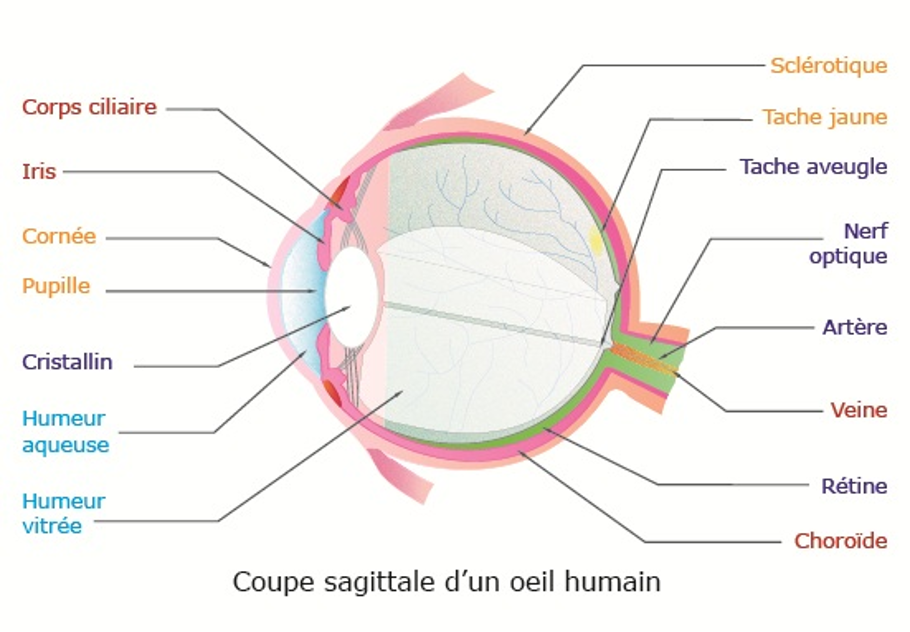 Corps ciliaire
Iris
Cornée
Pupille
Cristallin
Humeur
aqueuse
Humeur
vitrée
Sclérotique
Tache jaune
Tache aveugle
Nerf
optique
Artère
Veine
Rétine
Choroïde
Coupe sagittale d'un oeil humain